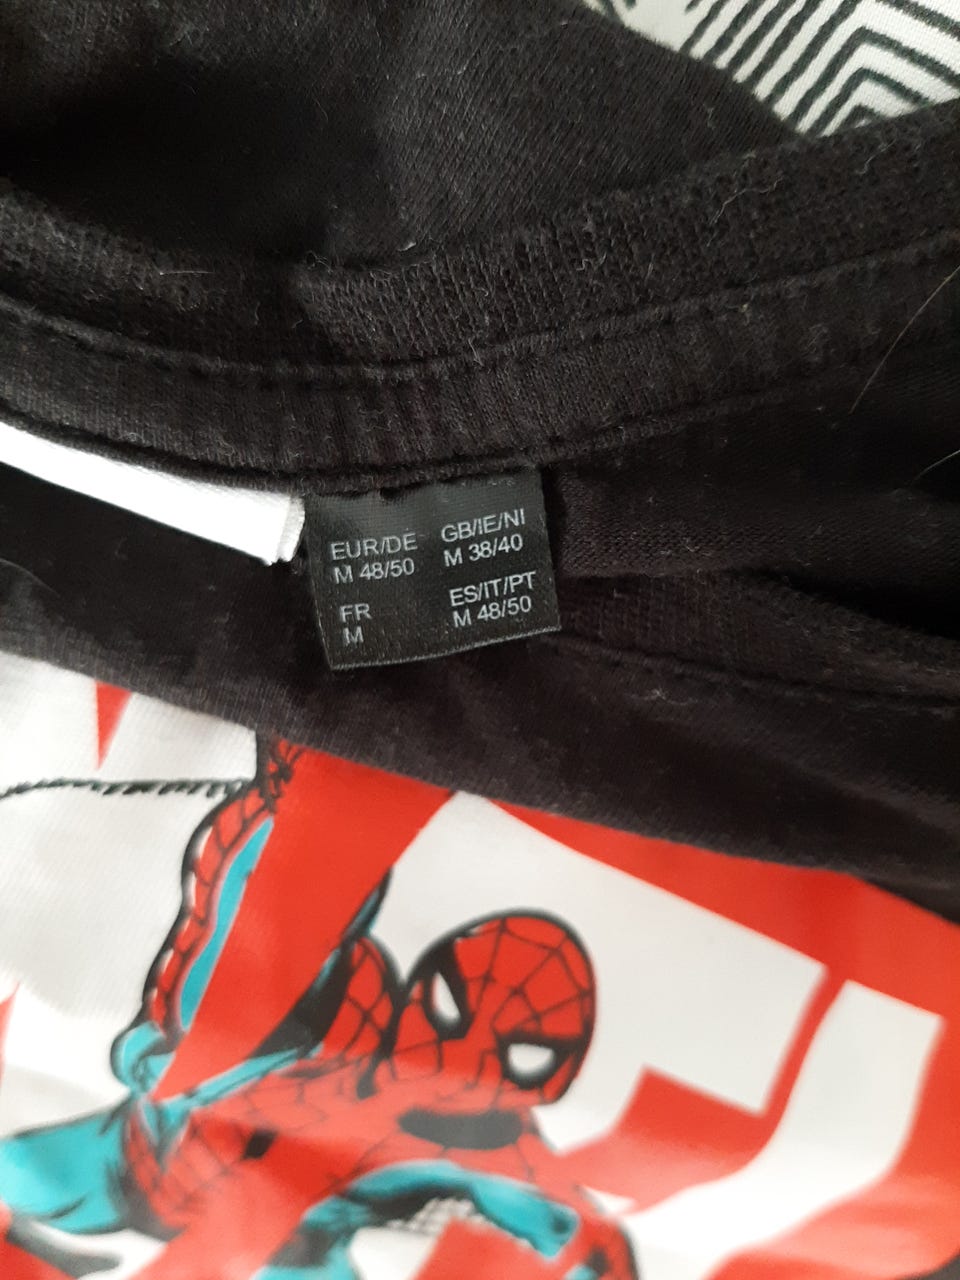 EUR/DE
M 48/50
GB/IE/NI
M 38/40
FR
M
ES/IT/PT
M 48/50